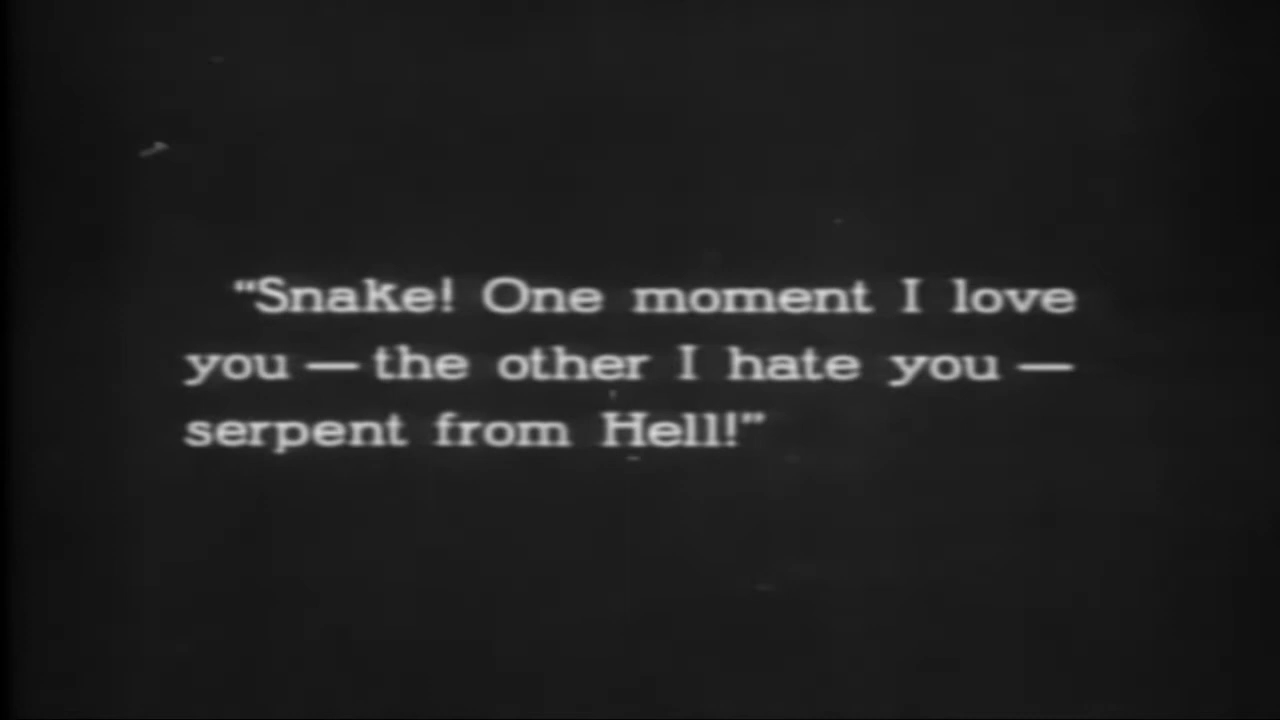 “Snake! One moment I love
you — the other I hate you —
serpent from Hell!”